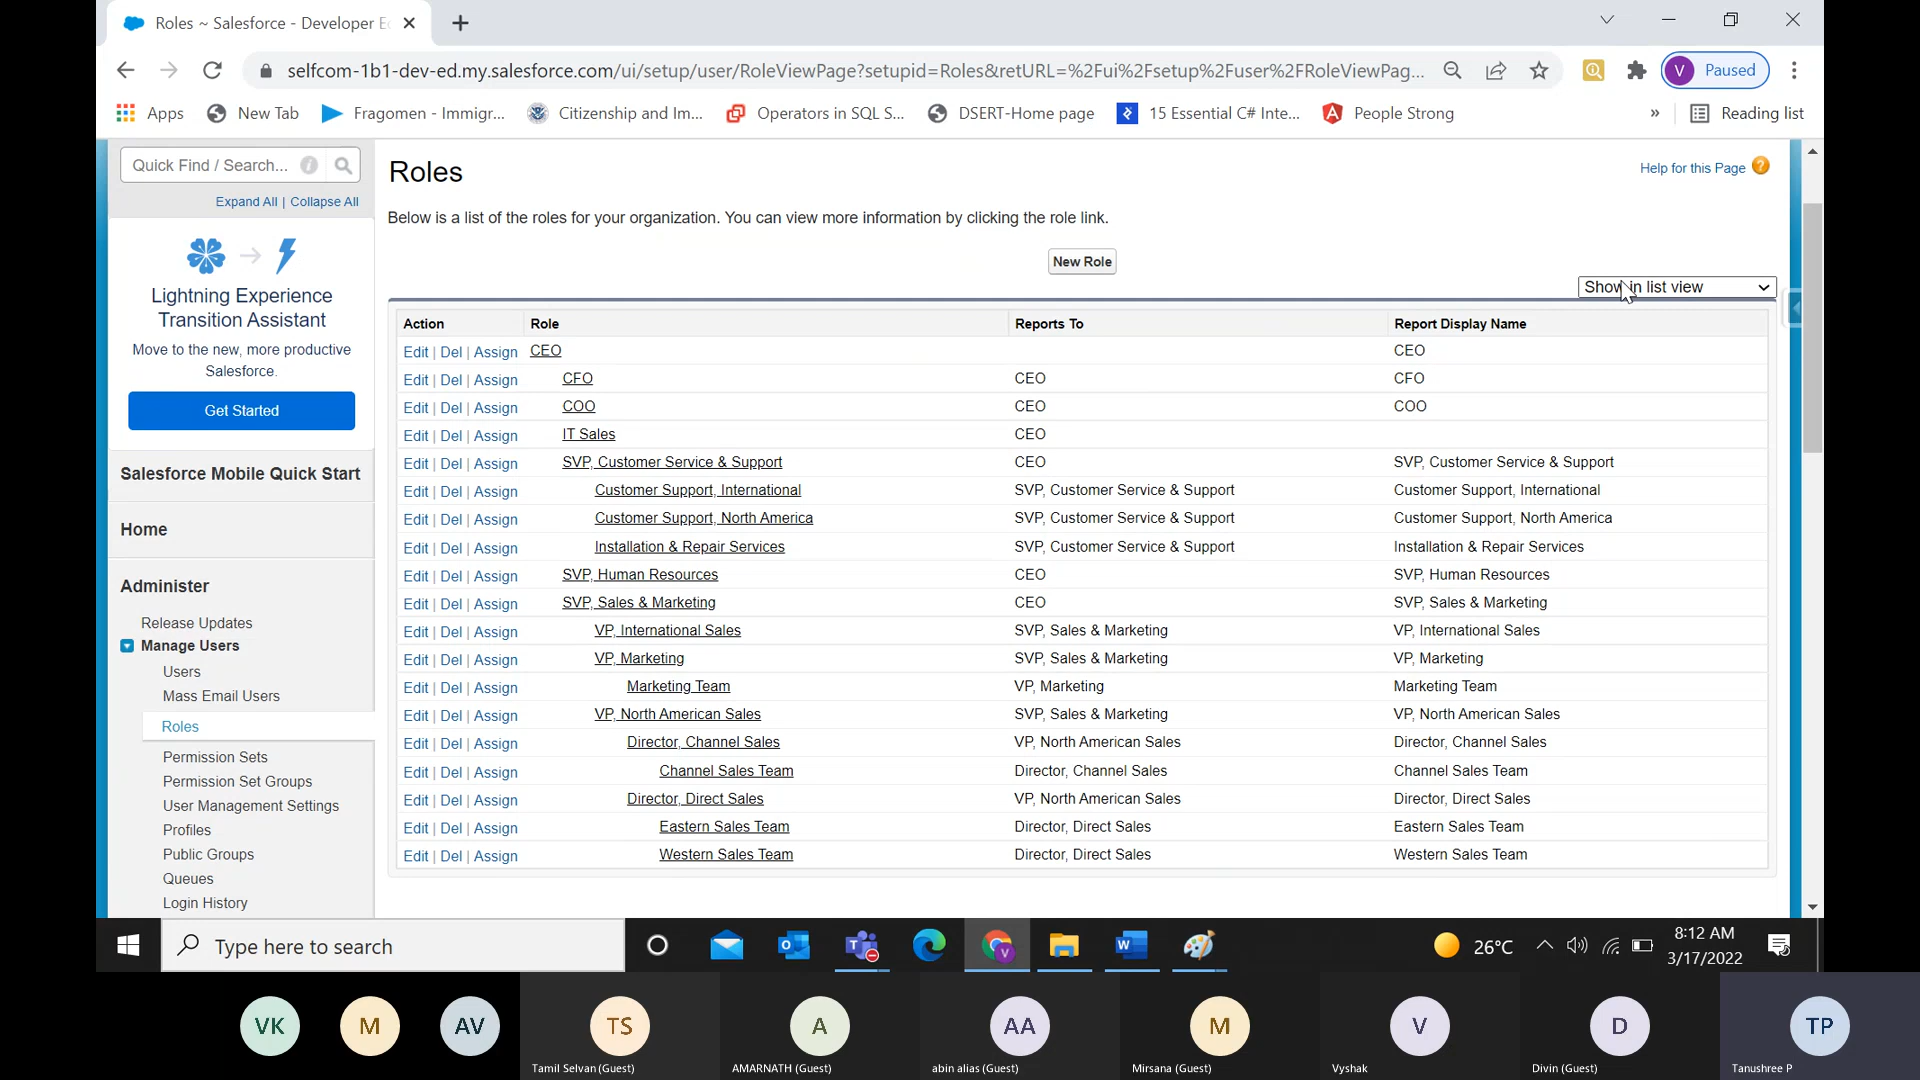 Roles ~ Salesforce - Developer E
selfcom-1b1-dev-ed.my.salesforce.com/ui/setup/user/RoleViewPage?setupid=Roles&retURL=%2Fui%2Fsetup%2Fuser%2FRoleViewPag...
V Paused
Apps New Tab Fragomen - Immigr... Citizenship and Im... Operators in SQL S... DSERT-Home page 15 Essential C# Inte... People Strong » Reading list
Quick Find / Search...
Expand All | Collapse All
Lightning Experience
Transition Assistant
Move to the new, more productive
Salesforce.
Get Started
Salesforce Mobile Quick Start
Home
Administer
Release Updates
Manage Users
Users
Mass Email Users
Roles
Permission Sets
Permission Set Groups
User Management Settings
Profiles
Public Groups
Queues
Login History
Roles
Help for this Page ?
Below is a list of the roles for your organization. You can view more information by clicking the role link.
New Role
Show in list view
Action Role Reports To Report Display Name
Edit | Del | Assign CEO CEO
Edit | Del | Assign CFO CEO CFO
Edit | Del | Assign COO CEO COO
Edit | Del | Assign IT Sales CEO
Edit | Del | Assign SVP, Customer Service & Support CEO SVP, Customer Service & Support
Edit | Del | Assign Customer Support, International SVP, Customer Service & Support Customer Support, International
Edit | Del | Assign Customer Support, North America SVP, Customer Service & Support Customer Support, North America
Edit | Del | Assign Installation & Repair Services SVP, Customer Service & Support Installation & Repair Services
Edit | Del | Assign SVP, Human Resources CEO SVP, Human Resources
Edit | Del | Assign SVP, Sales & Marketing CEO SVP, Sales & Marketing
Edit | Del | Assign VP, International Sales SVP, Sales & Marketing VP, International Sales
Edit | Del | Assign VP, Marketing SVP, Sales & Marketing VP, Marketing
Edit | Del | Assign Marketing Team VP, Marketing Marketing Team
Edit | Del | Assign VP, North American Sales SVP, Sales & Marketing VP, North American Sales
Edit | Del | Assign Director, Channel Sales VP, North American Sales Director, Channel Sales
Edit | Del | Assign Channel Sales Team Director, Channel Sales Channel Sales Team
Edit | Del | Assign Director, Direct Sales VP, North American Sales Director, Direct Sales
Edit | Del | Assign Eastern Sales Team Director, Direct Sales Eastern Sales Team
Edit | Del | Assign Western Sales Team Director, Direct Sales Western Sales Team
Type here to search
26°C
8:12 AM
3/17/2022
VK M AV TS A AA M V D TP
Tamil Selvan (Guest) AMARNATH (Guest) abin alias (Guest) Mirsana (Guest) Vyshak Divin (Guest) Tanushree P